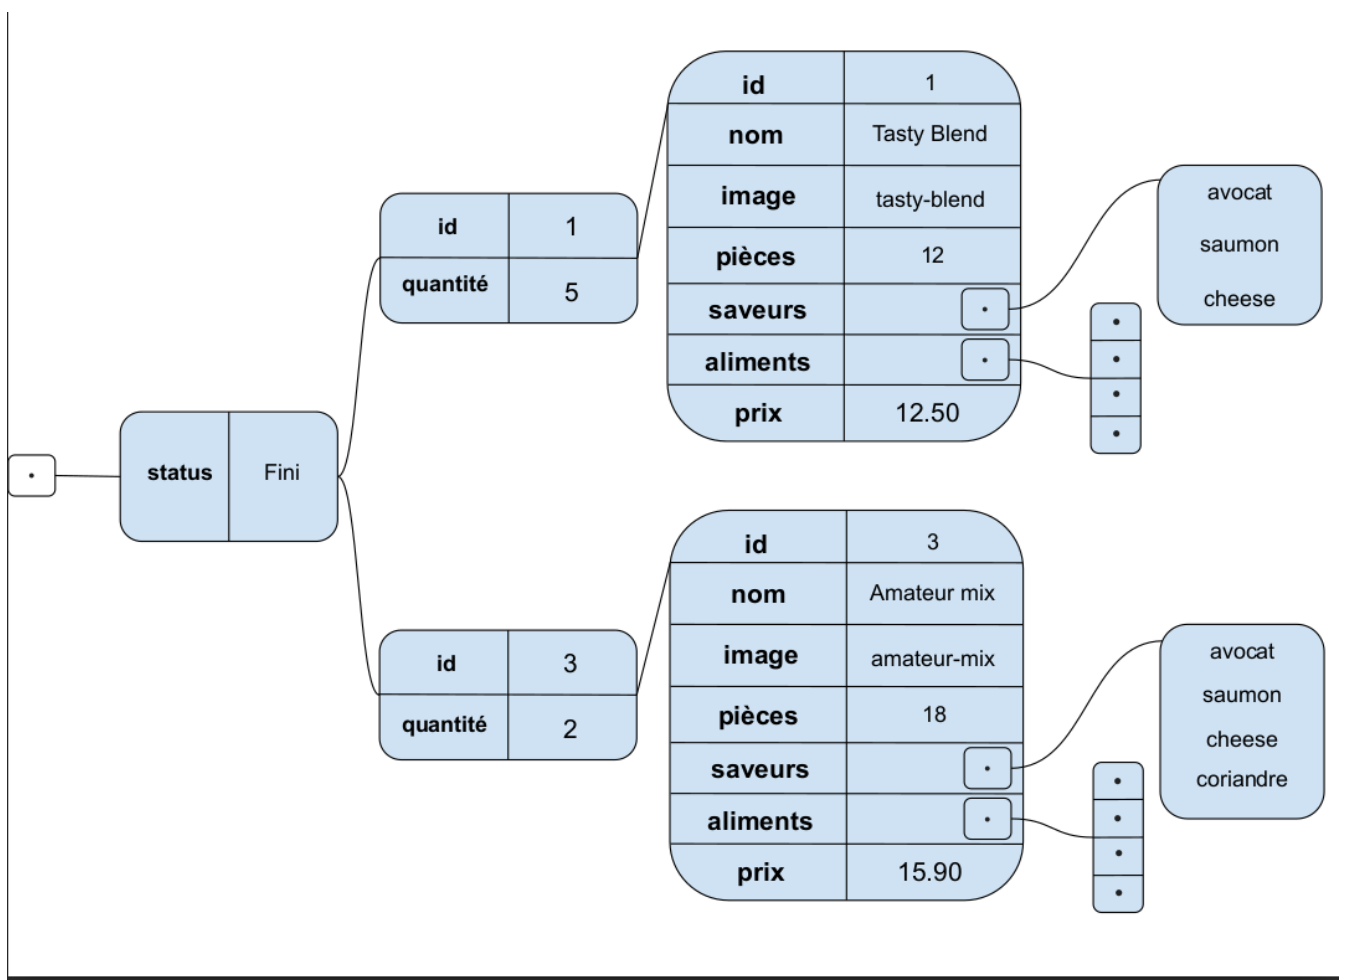 status Fini
id 1
quantité 5
id 1
nom Tasty Blend
image tasty-blend
pièces 12
saveurs
aliments
prix 12.50
avocat
saumon
cheese
id 3
quantité 2
id 3
nom Amateur mix
image amateur-mix
pièces 18
saveurs
aliments
prix 15.90
avocat
saumon
cheese
coriandre